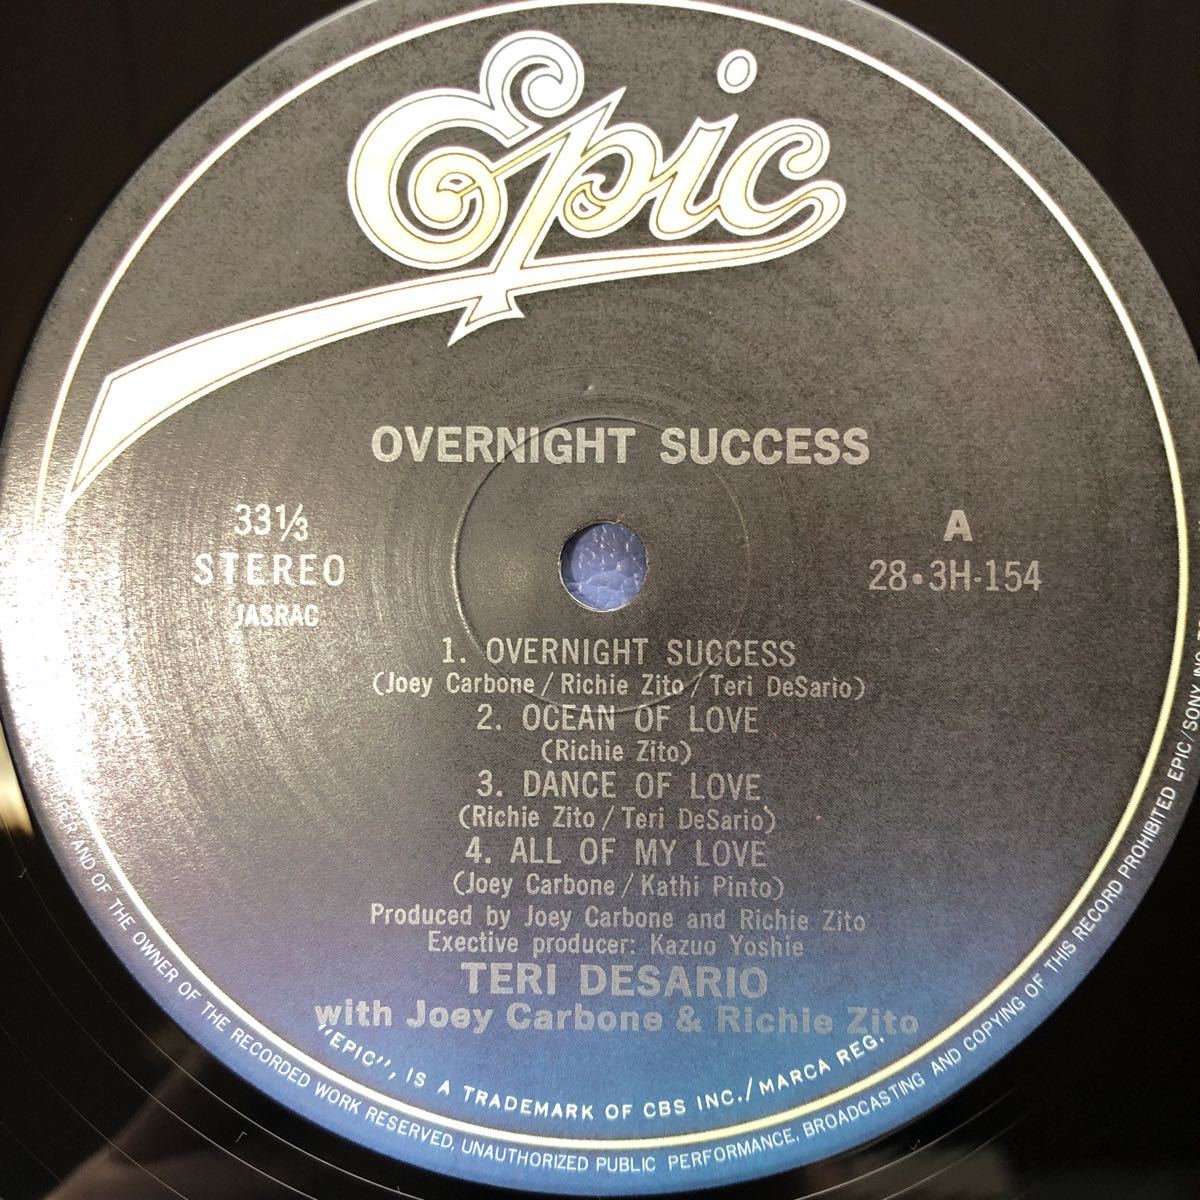 Epic
OVERNIGHT SUCCESS
33⅓
STEREO
JASRAC
A
28・3H-154
1. OVERNIGHT SUCCESS
(Joey Carbone / Richie Zito / Teri DeSario)
2. OCEAN OF LOVE
(Richie Zito)
3. DANCE OF LOVE
(Richie Zito / Teri DeSario)
4. ALL OF MY LOVE
(Joey Carbone / Kathi Pinto)
Produced by Joey Carbone and Richie Zito
Exective producer: Kazuo Yoshie
TERI DESARIO
with Joey Carbone & Richie Zito
"EPIC", IS A TRADEMARK OF CBS INC./MARCA REG.
AND OF THE OWNER OF THE RECORDED WORK RESERVED, UNAUTHORIZED PUBLIC PERFORMANCE, BROADCASTING AND COPYING OF THIS RECORD PROHIBITED EPIC/SONY